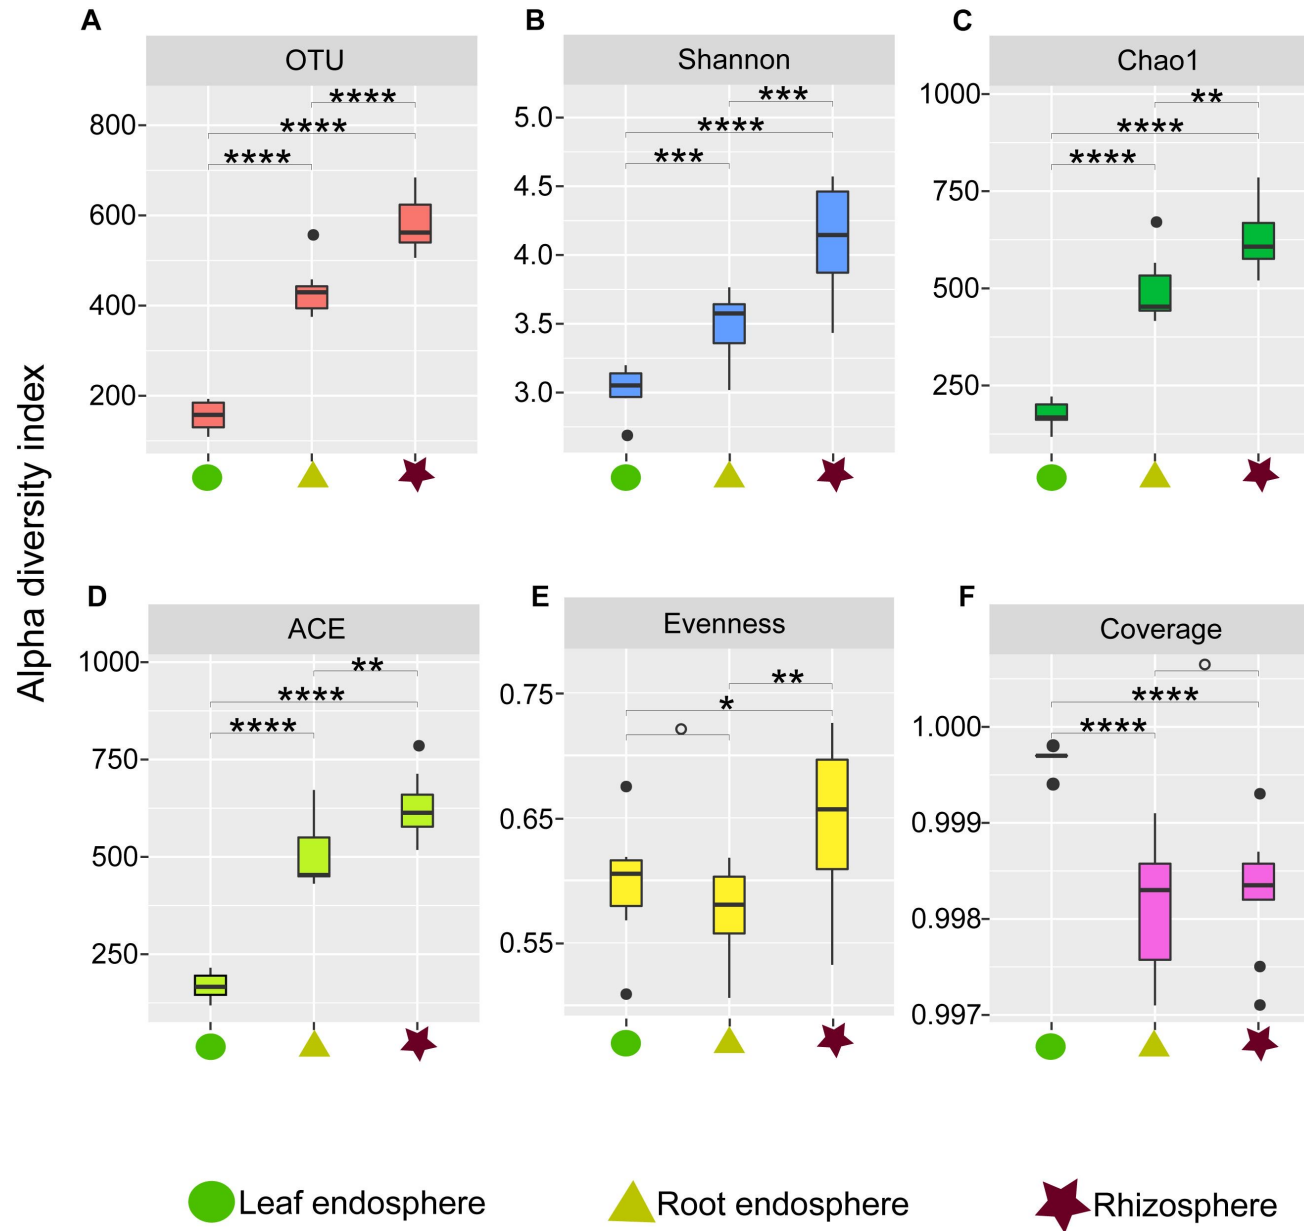 Alpha diversity index
A
OTU
800
600
400
200
****
****
****
B
Shannon
5.0
4.5
4.0
3.5
3.0
***
****
***
C
Chao1
1000
750
500
250
**
****
****
D
ACE
1000
750
500
250
**
****
****
E
Evenness
0.75
0.65
0.55
**
*
F
Coverage
1.000
0.999
0.998
0.997
****
****
Leaf endosphere
Root endosphere
Rhizosphere